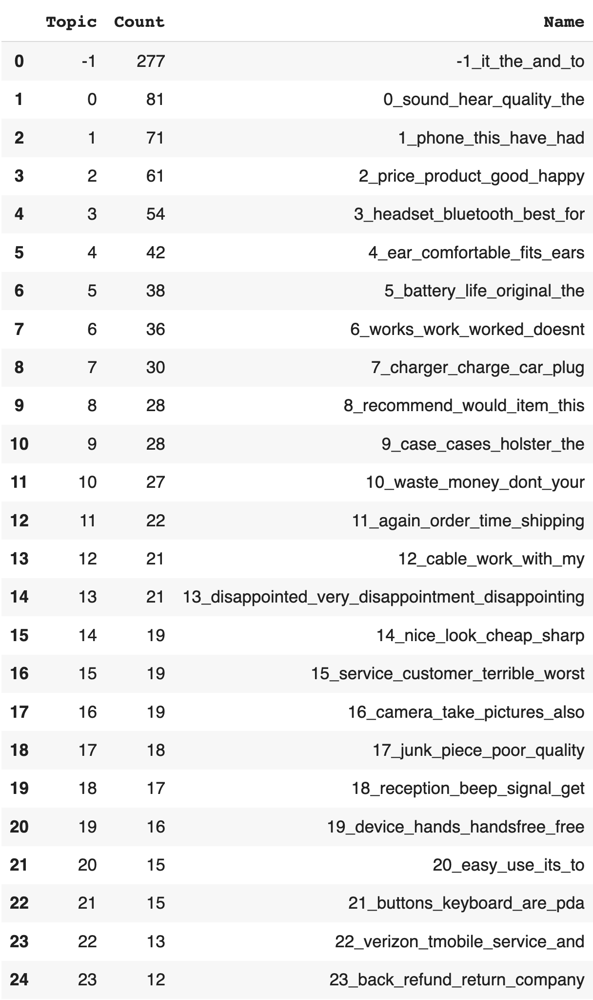 Topic Count Name
0 -1 277 -1_it_the_and_to
1 0 81 0_sound_hear_quality_the
2 1 71 1_phone_this_have_had
3 2 61 2_price_product_good_happy
4 3 54 3_headset_bluetooth_best_for
5 4 42 4_ear_comfortable_fits_ears
6 5 38 5_battery_life_original_the
7 6 36 6_works_work_worked_doesnt
8 7 30 7_charger_charge_car_plug
9 8 28 8_recommend_would_item_this
10 9 28 9_case_cases_holster_the
11 10 27 10_waste_money_dont_your
12 11 22 11_again_order_time_shipping
13 12 21 12_cable_work_with_my
14 13 21 13_disappointed_very_disappointment_disappointing
15 14 19 14_nice_look_cheap_sharp
16 15 19 15_service_customer_terrible_worst
17 16 19 16_camera_take_pictures_also
18 17 18 17_junk_piece_poor_quality
19 18 17 18_reception_beep_signal_get
20 19 16 19_device_hands_handsfree_free
21 20 15 20_easy_use_its_to
22 21 15 21_buttons_keyboard_are_pda
23 22 13 22_verizon_tmobile_service_and
24 23 12 23_back_refund_return_company